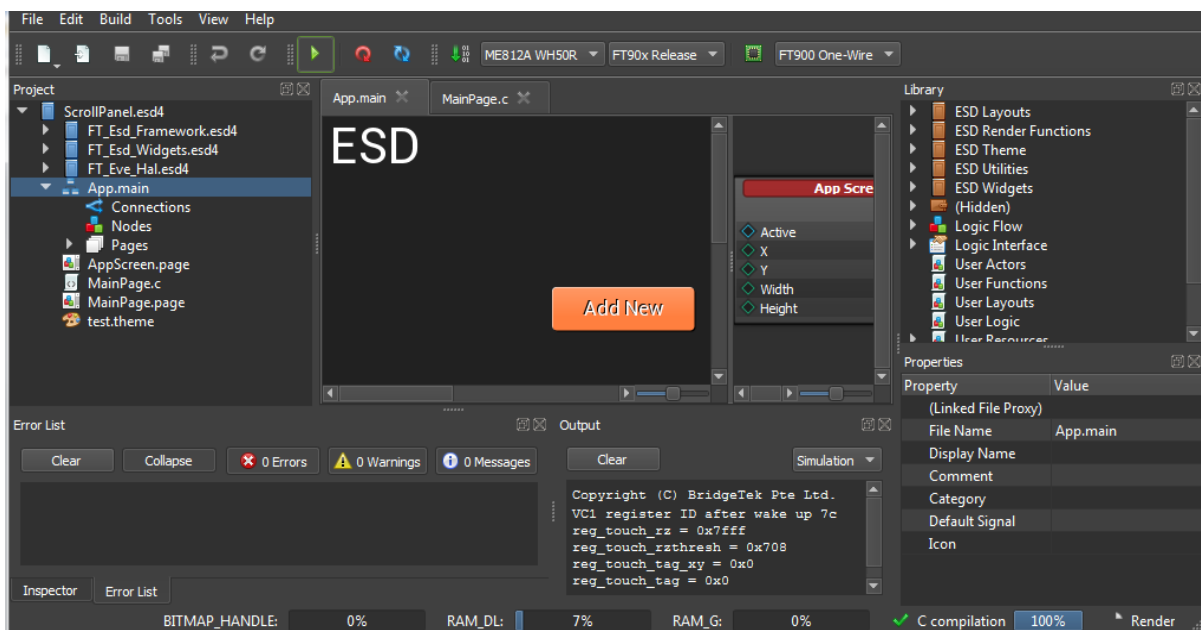 File Edit Build Tools View Help
ME812A WH50R FT90x Release FT900 One-Wire
Project
ScrollPanel.esd4
FT_Esd_Framework.esd4
FT_Esd_Widgets.esd4
FT_Eve_Hal.esd4
App.main
Connections
Nodes
Pages
AppScreen.page
MainPage.c
MainPage.page
test.theme
App.main MainPage.c
ESD
Add New
App Scre
Active
X
Y
Width
Height
Library
ESD Layouts
ESD Render Functions
ESD Theme
ESD Utilities
ESD Widgets
(Hidden)
Logic Flow
Logic Interface
User Actors
User Functions
User Layouts
User Logic
User Resources
Properties
Property Value
(Linked File Proxy)
File Name App.main
Display Name
Comment
Category
Default Signal
Icon
Error List
Clear Collapse 0 Errors 0 Warnings 0 Messages
Inspector Error List
Output
Clear Simulation
Copyright (C) BridgeTek Pte Ltd.
VC1 register ID after wake up 7c
reg_touch_rz = 0x7fff
reg_touch_rzthresh = 0x708
reg_touch_tag_xy = 0x0
reg_touch_tag = 0x0
BITMAP_HANDLE: 0% RAM_DL: 7% RAM_G: 0% C compilation 100% Render